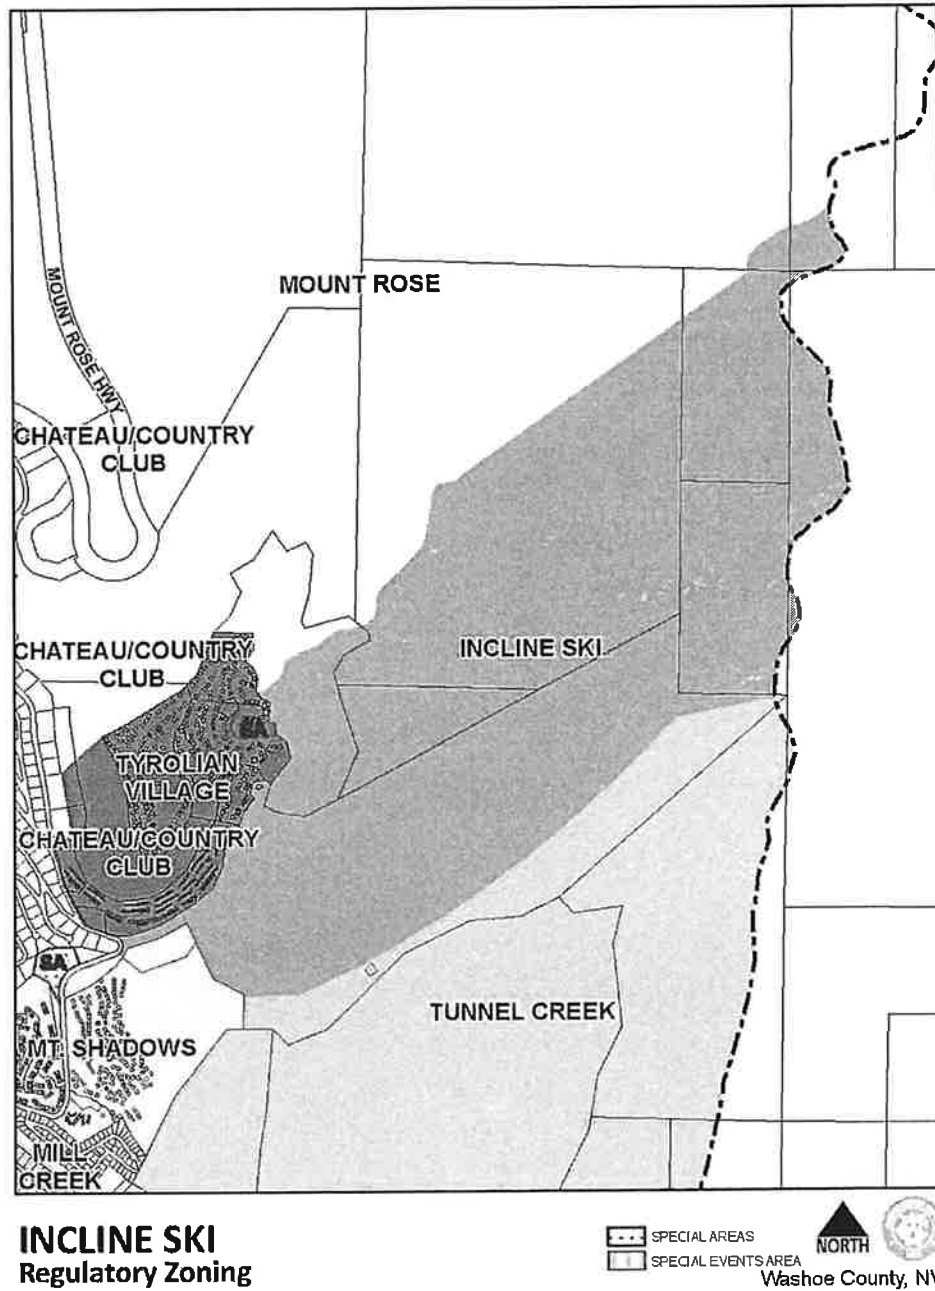 MOUNT ROSE
MOUNT ROSE HWY
CHATEAU/COUNTRY
CLUB
CHATEAU/COUNTRY
CLUB
INCLINE SKI
SA
TYROLIAN
VILLAGE
CHATEAU/COUNTRY
CLUB
SA
TUNNEL CREEK
MT. SHADOWS
MILL
CREEK
INCLINE SKI
Regulatory Zoning
SPECIAL AREAS
SPECIAL EVENTS AREA
NORTH
Washoe County, NV